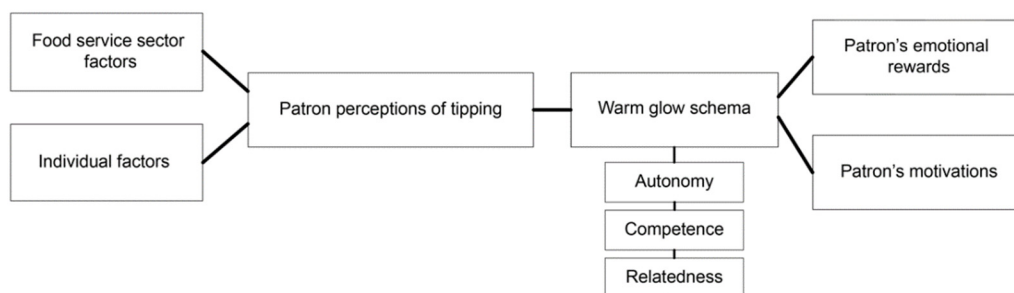 Food service sector
factors
Individual factors
Patron perceptions of tipping
Warm glow schema
Autonomy
Competence
Relatedness
Patron’s emotional
rewards
Patron’s motivations